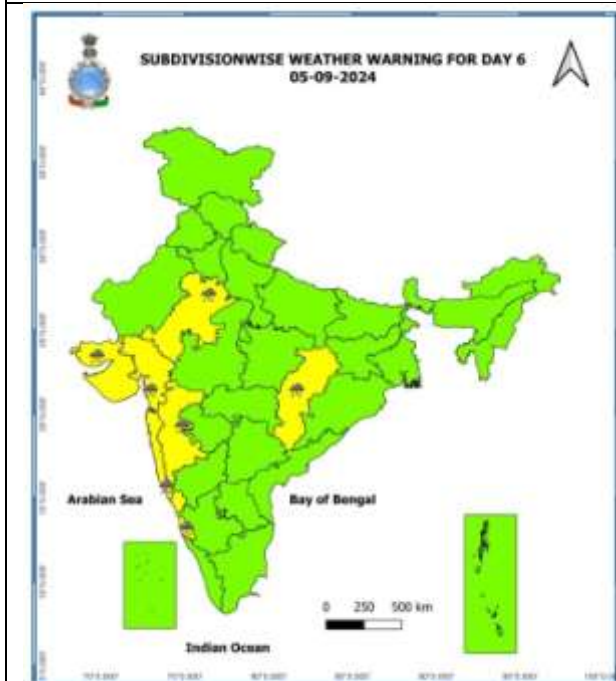 SUBDIVISIONWISE WEATHER WARNING FOR DAY 6
05-09-2024
Arabian Sea
Bay of Bengal
0 250 500 km
Indian Ocean